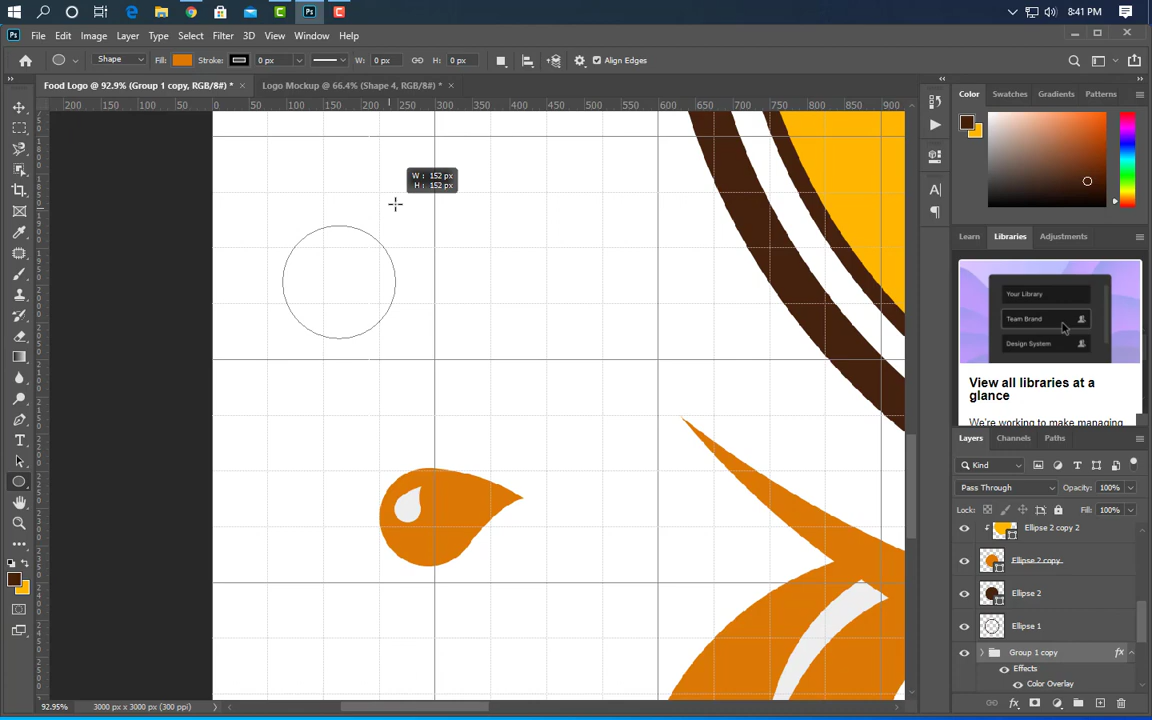 8:41 PM
File Edit Image Layer Type Select Filter 3D View Window Help
Shape Fill: Stroke: 0 px W: 0 px H: 0 px Align Edges
Food Logo @ 92.9% (Group 1 copy, RGB/8#) * × Logo Mockup @ 66.4% (Shape 4, RGB/8#) * ×
200 150 100 50 0 50 100 150 200 250 300 350 400 450 500 550 600 650 700 750 800 850 900
Color Swatches Gradients Patterns
W : 152 px
H : 152 px
Learn Libraries Adjustments
Your Library
Team Brand
Design System
View all libraries at a
glance
We're working to make managing
Layers Channels Paths
Kind
Pass Through Opacity: 100%
Lock: Fill: 100%
Ellipse 2 copy 2
Ellipse 2 copy
Ellipse 2
Ellipse 1
Group 1 copy fx
Effects
Color Overlay
92.95% 3000 px x 3000 px (300 ppi)